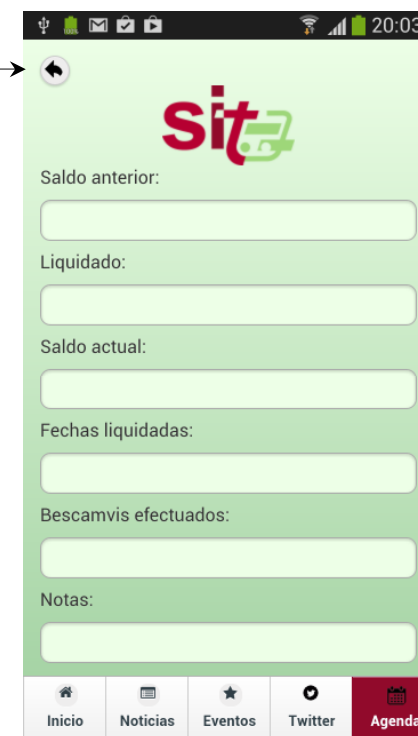 20:03
sit
Saldo anterior:
Liquidado:
Saldo actual:
Fechas liquidadas:
Bescamvis efectuados:
Notas:
Inicio Noticias Eventos Twitter Agenda